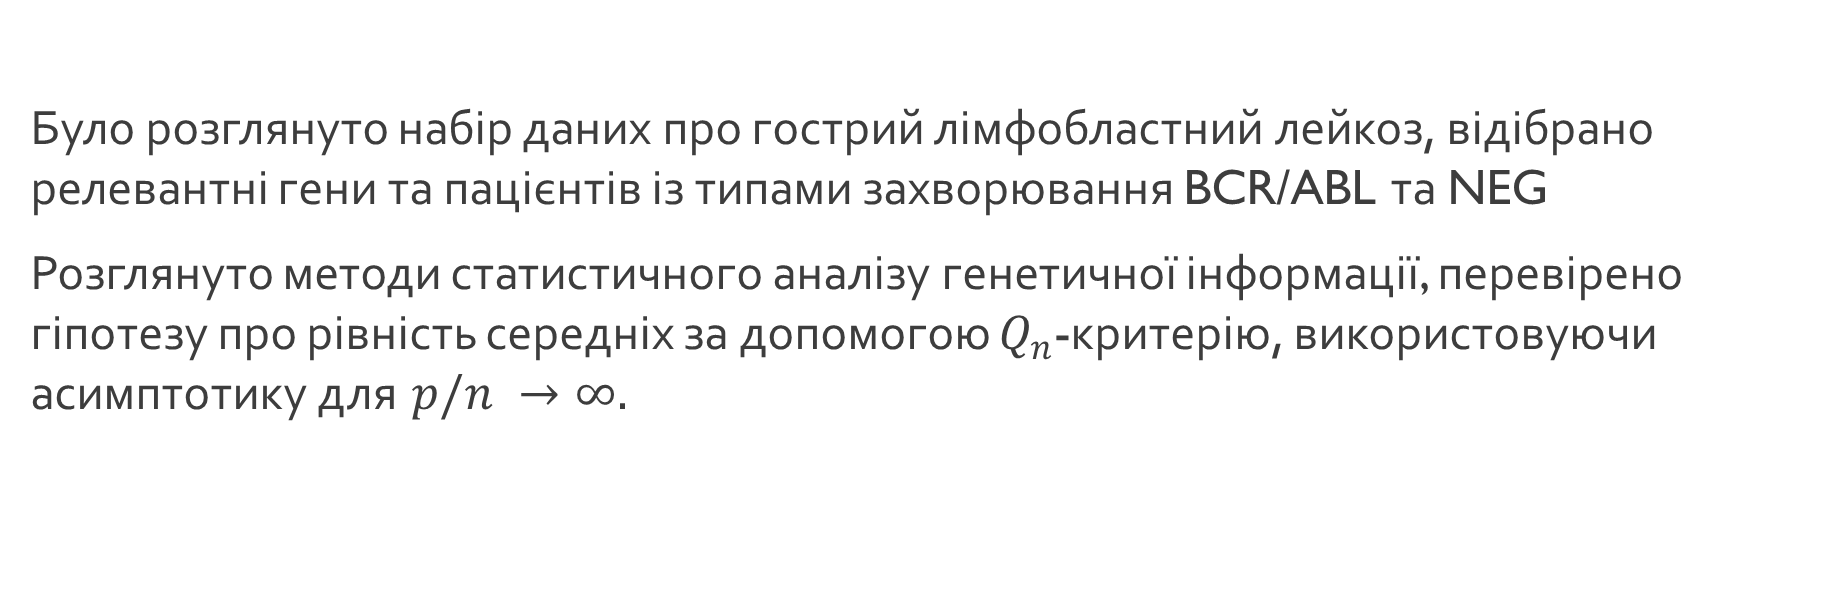 Було розглянуто набір даних про гострий лімфобластний лейкоз, відібрано
релевантні гени та пацієнтів із типами захворювання BCR/ABL та NEG
Розглянуто методи статистичного аналізу генетичної інформації, перевірено
гіпотезу про рівність середніх за допомогою Qₙ-критерію, використовуючи
асимптотику для p/n → ∞.